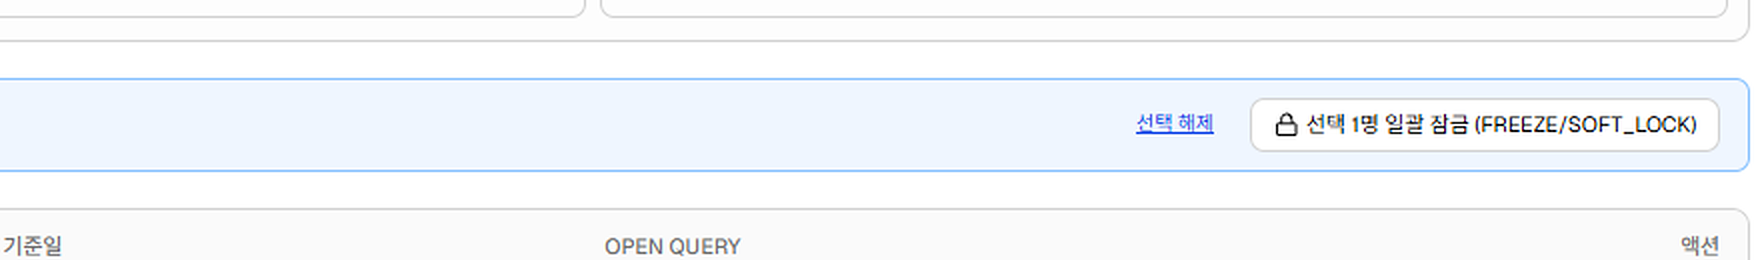 선택 해제
선택 1명 일괄 잠금 (FREEZE/SOFT_LOCK)
기준일 OPEN QUERY 액션